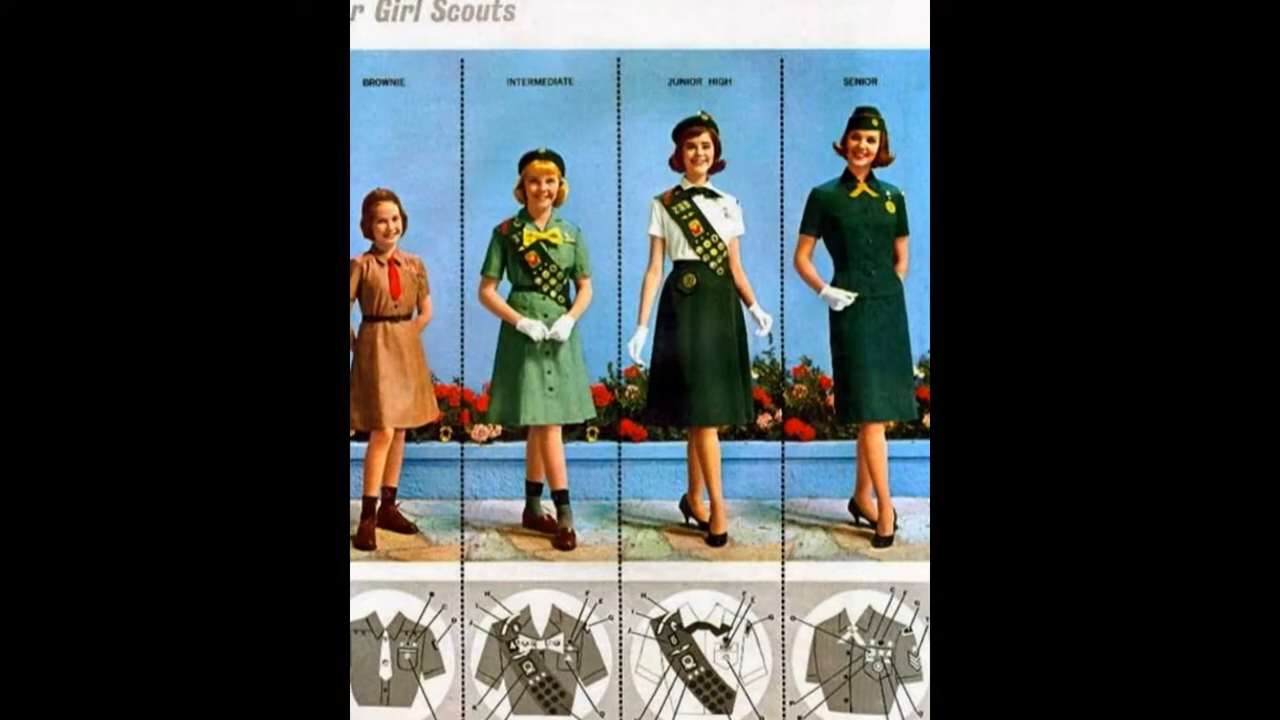 r Girl Scouts
BROWNIE
INTERMEDIATE
JUNIOR HIGH
SENIOR